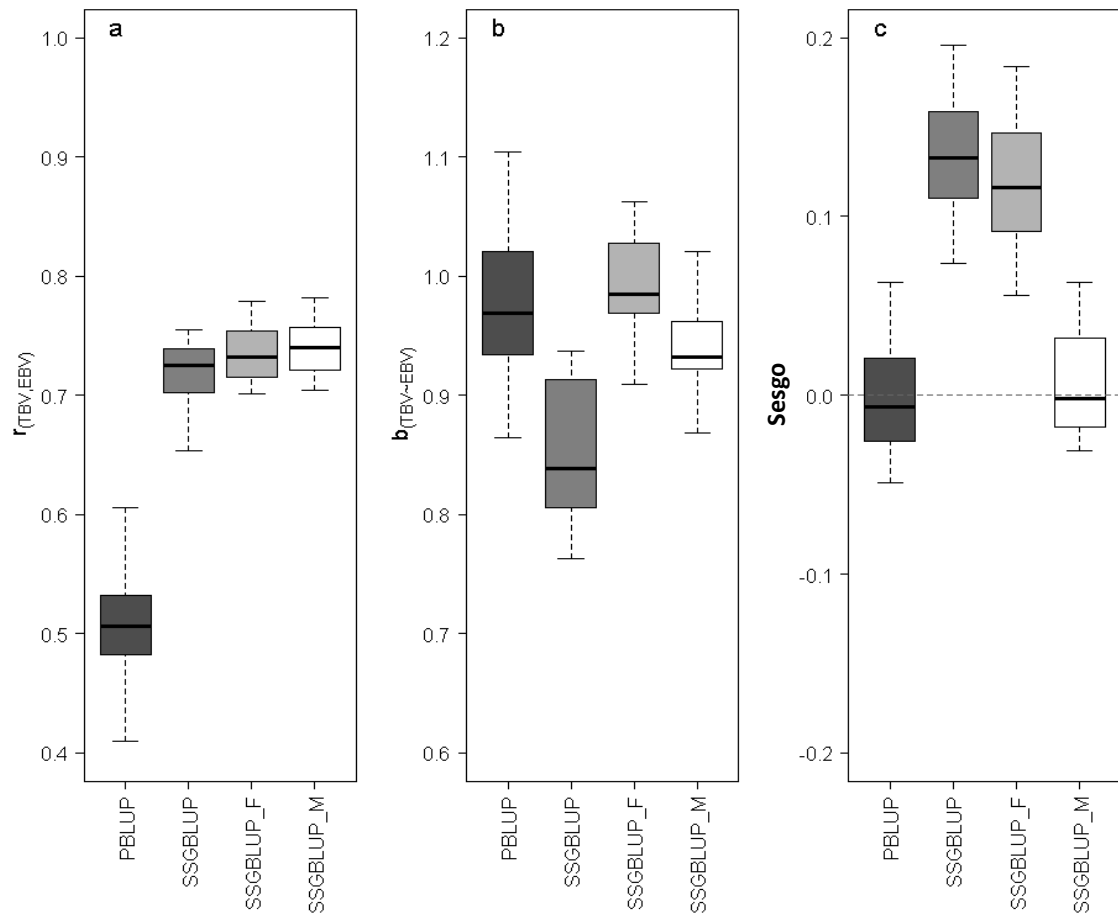 a
1.0
0.9
0.8
0.7
0.6
0.5
0.4
r(TBV,EBV)
PBLUP
SSGBLUP
SSGBLUP_F
SSGBLUP_M
b
1.2
1.1
1.0
0.9
0.8
0.7
0.6
b(TBV~EBV)
PBLUP
SSGBLUP
SSGBLUP_F
SSGBLUP_M
c
0.2
0.1
0.0
-0.1
-0.2
Sesgo
PBLUP
SSGBLUP
SSGBLUP_F
SSGBLUP_M